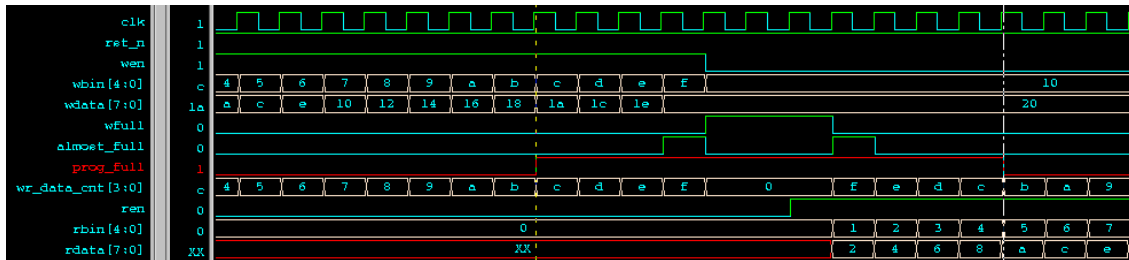 clk 1
ret_n 1
wen 1
wbin[4:0] c 4 5 6 7 8 9 a b c d e f 10
wdata[7:0] 1a a c e 10 12 14 16 18 1a 1c 1e 20
wfull 0
almost_full 0
prog_full 1
wr_data_cnt[3:0] c 4 5 6 7 8 9 a b c d e f 0 f e d c b a 9
ren 0
rbin[4:0] 0 0 1 2 3 4 5 6 7
rdata[7:0] XX XX 2 4 6 8 a c e